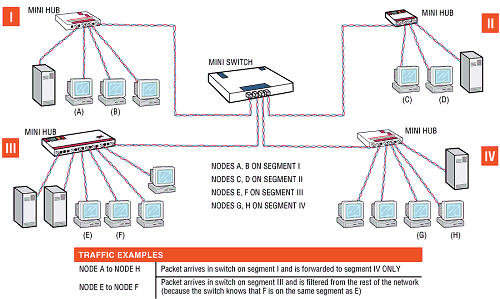 I
MINI HUB
(A)
(B)
MINI SWITCH
MINI HUB
II
(C)
(D)
III
MINI HUB
(E)
(F)
NODES A, B ON SEGMENT I
NODES C, D ON SEGMENT II
NODES E, F ON SEGMENT III
NODES G, H ON SEGMENT IV
MINI HUB
IV
(G)
(H)
TRAFFIC EXAMPLES
NODE A to NODE H Packet arrives in switch on segment I and is forwarded to segment IV ONLY
NODE E to NODE F Packet arrives switch on segment III and is filtered from the rest of the network
(because the switch knows that F is on the same segment as E)